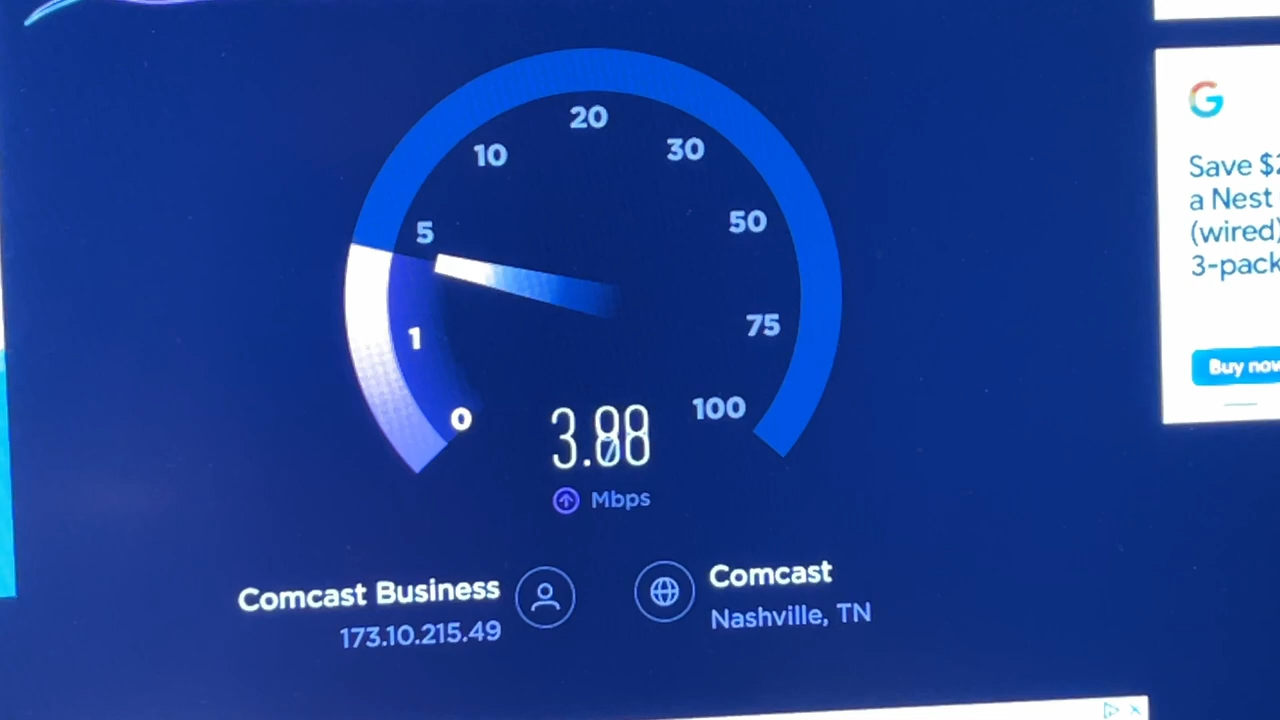 20
10
30
5
50
1
75
0
100
3.88
Mbps
Comcast Business
173.10.215.49
Comcast
Nashville, TN
G
Save
a Nest
(wired)
3-pack
Buy now